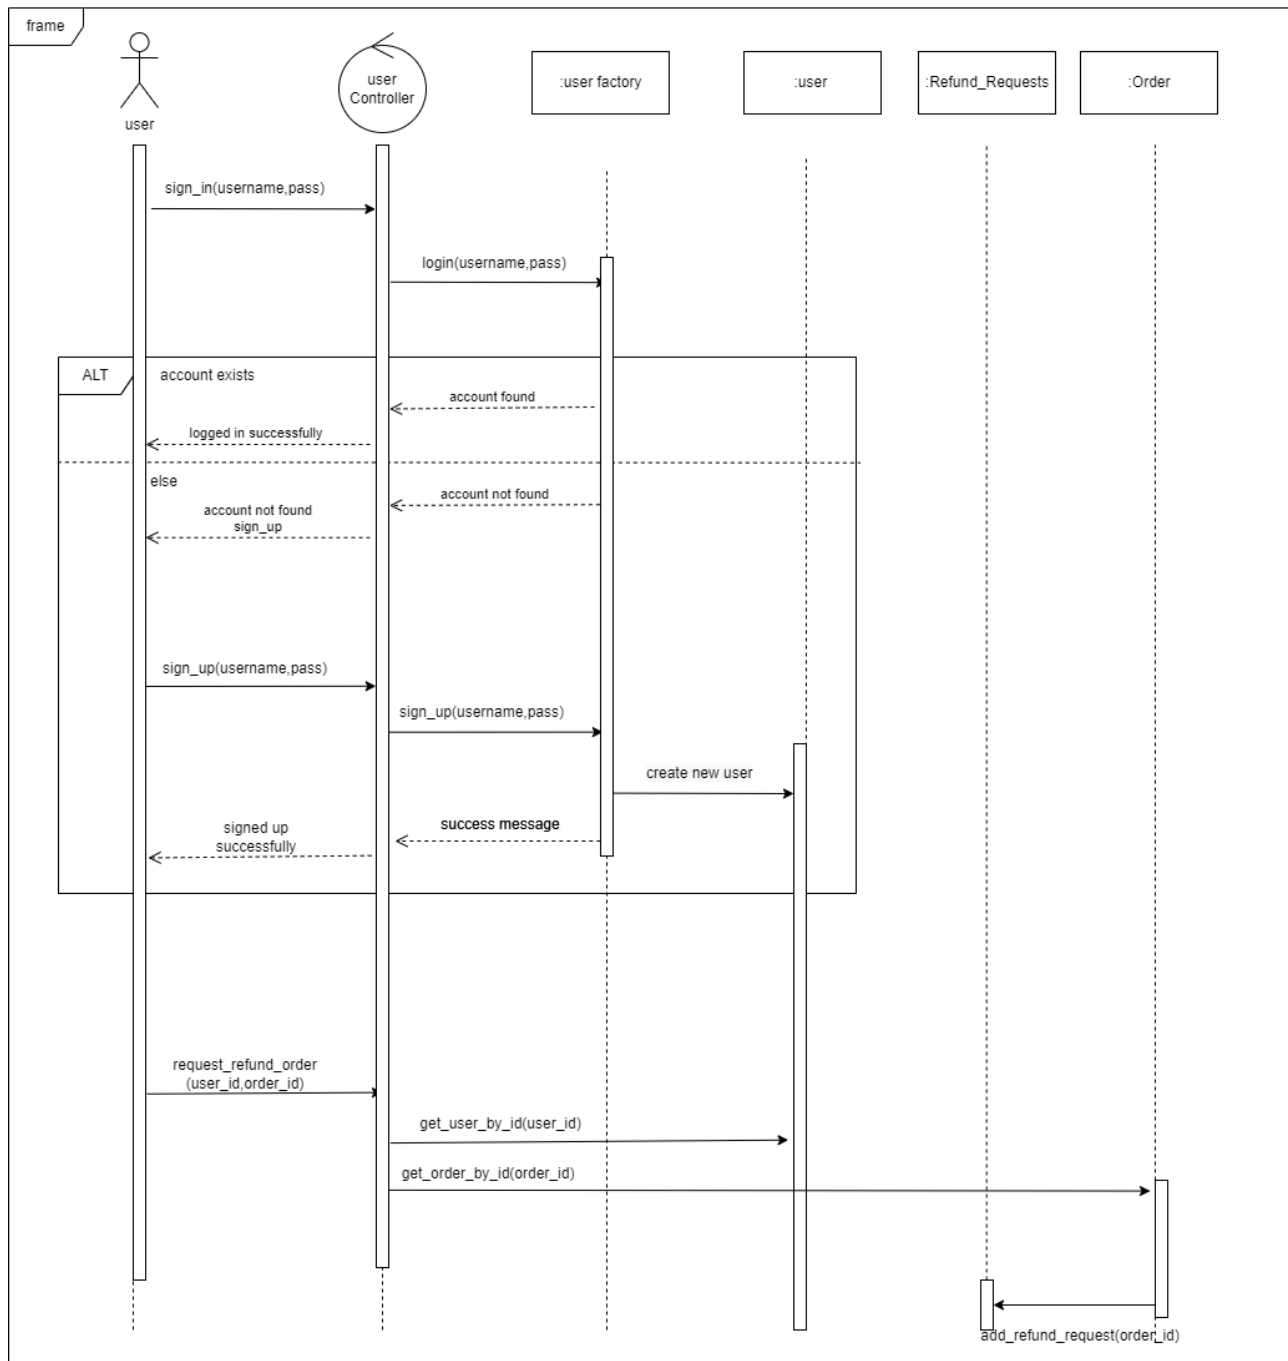 frame
user
user
Controller
:user factory
:user
:Refund_Requests
:Order
sign_in(username,pass)
login(username,pass)
ALT
account exists
account found
logged in successfully
else
account not found
account not found
sign_up
sign_up(username,pass)
sign_up(username,pass)
create new user
success message
signed up
successfully
request_refund_order
(user_id,order_id)
get_user_by_id(user_id)
get_order_by_id(order_id)
add_refund_request(order_id)